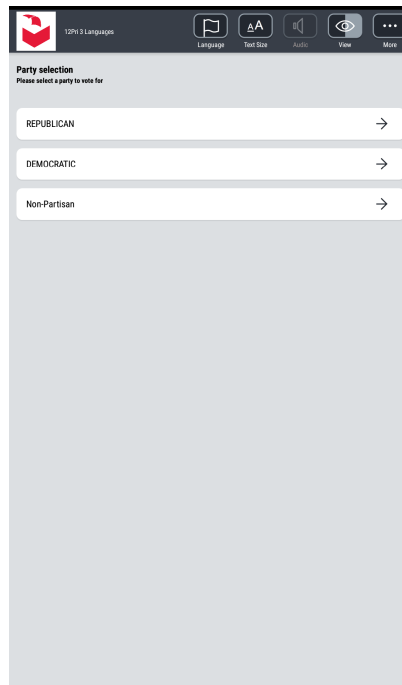 12Pri 3 Languages
AA
Language
Text Size
Audio
View
More
Party selection
Please select a party to vote for
REPUBLICAN
DEMOCRATIC
Non-Partisan